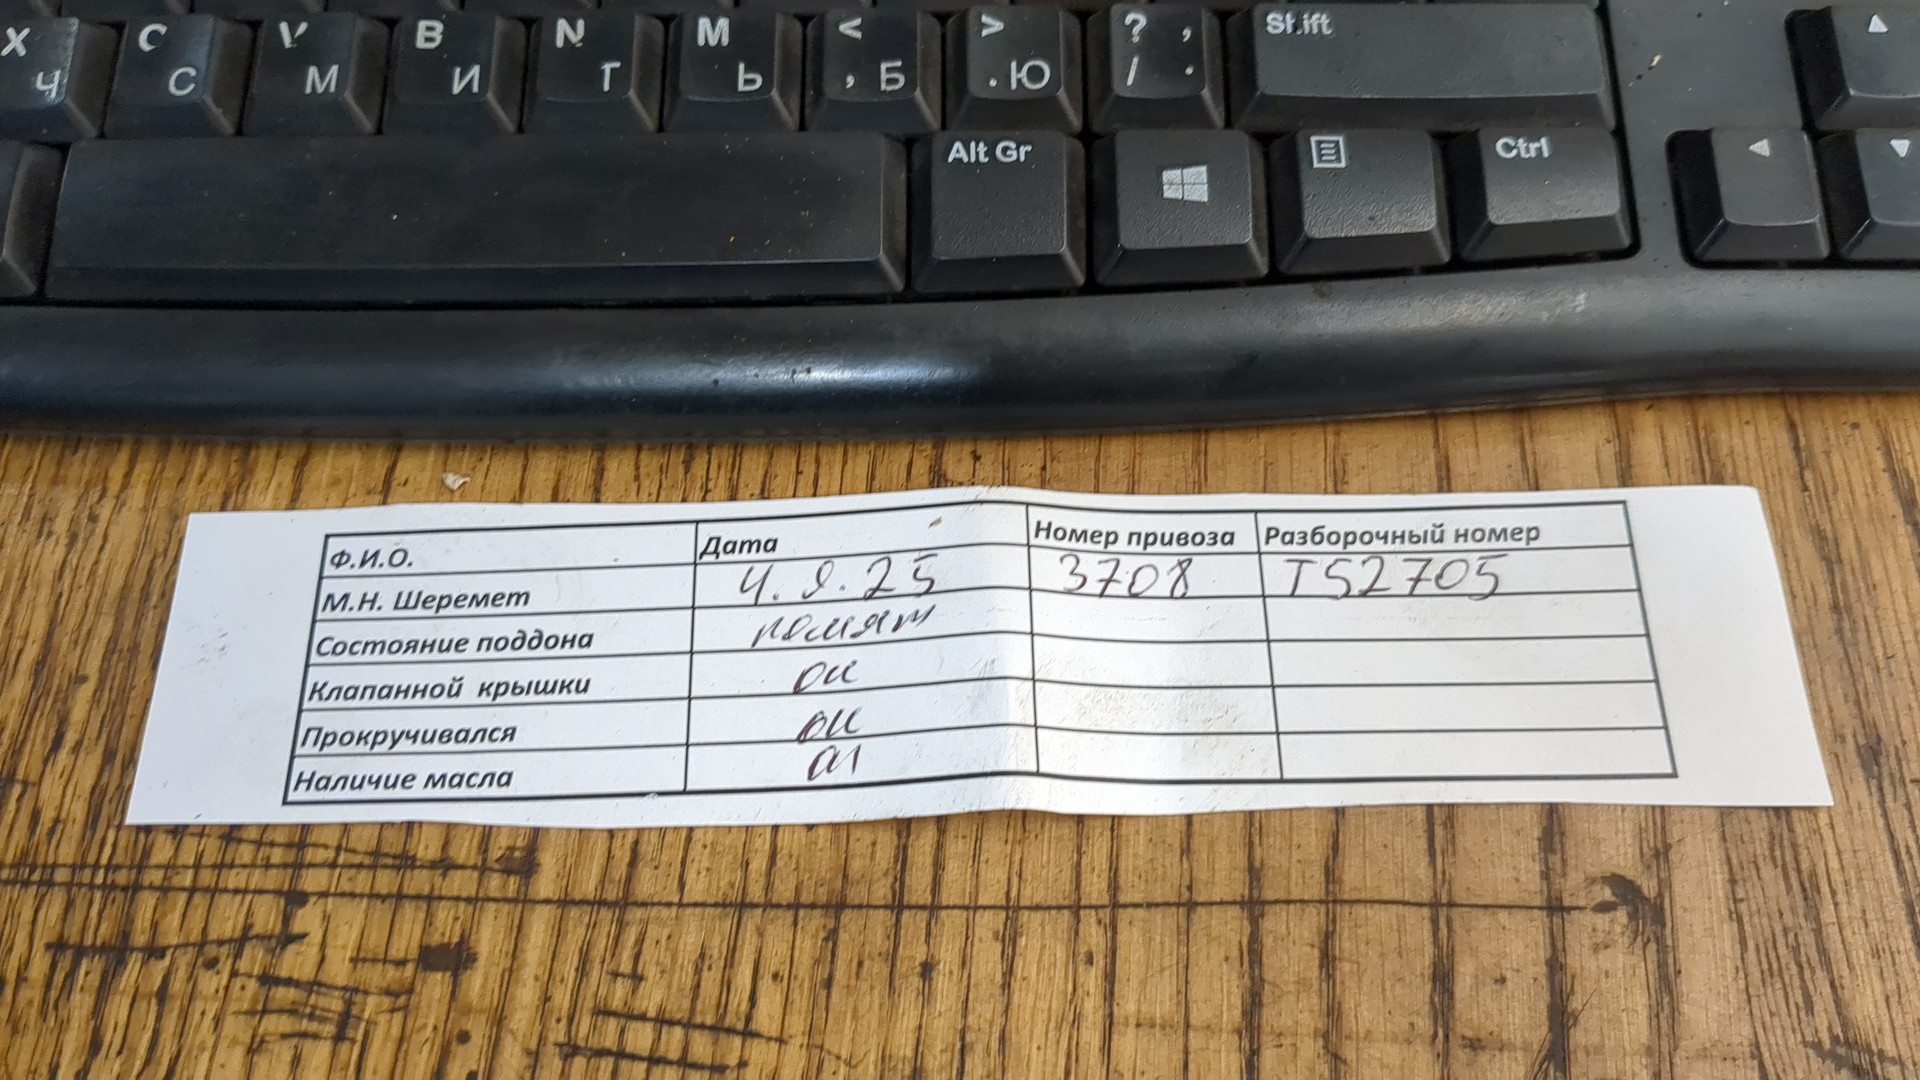 X C V B N M < > ? , Shift
Ч С М И Т Ь , Б . Ю / .
Alt Gr Ctrl
Ф.И.О. Дата Номер привоза Разборочный номер
М.Н. Шеремет 4.9.25 3708 TS2705
Состояние поддона помят
Клапанной крышки ок
Прокручивался ок
Наличие масла